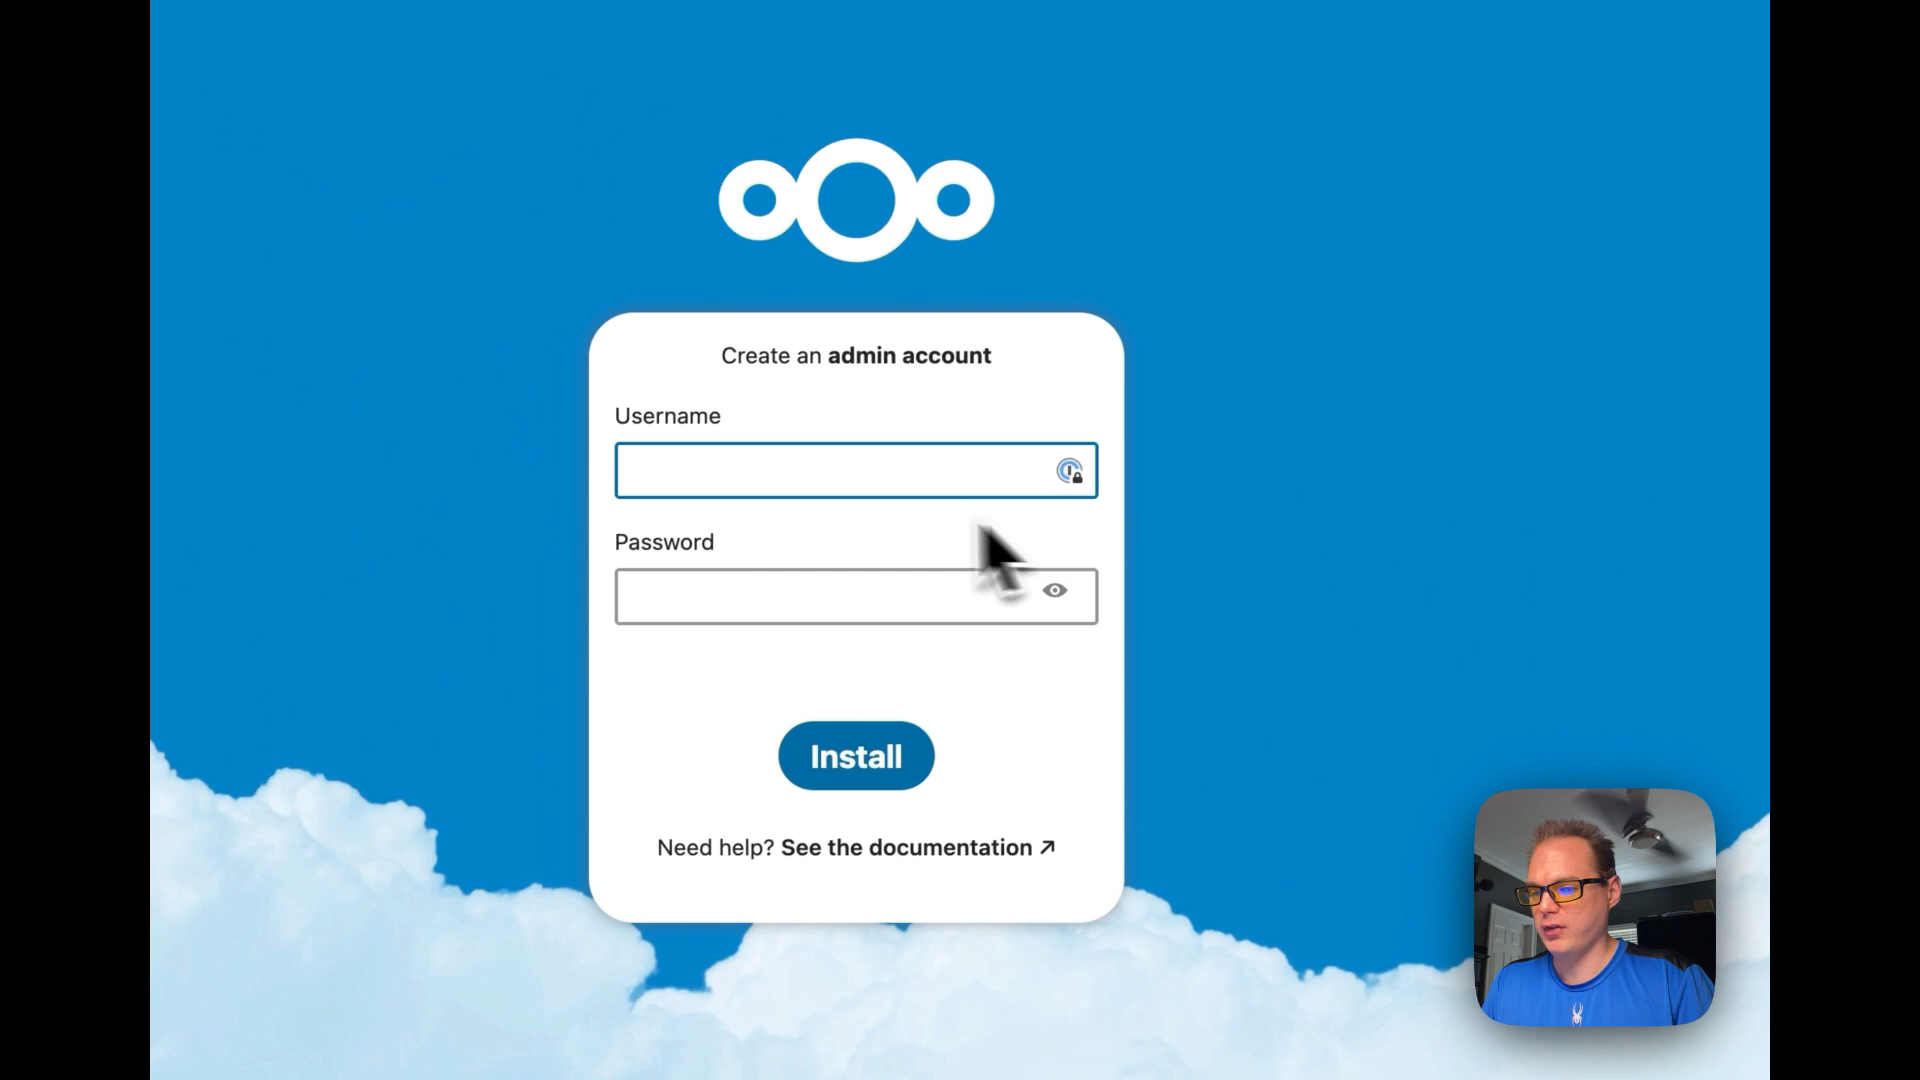 Create an admin account
Username
Password
Install
Need help? See the documentation ↗